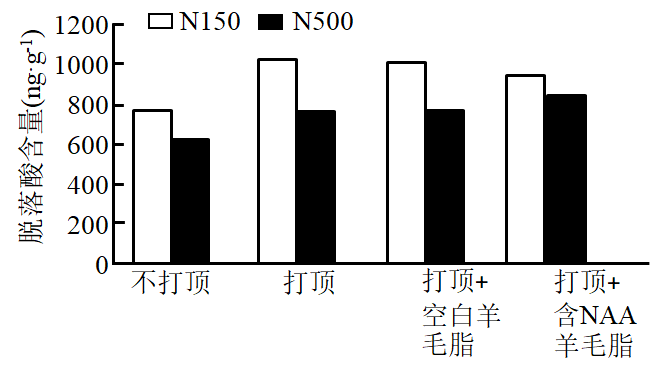 脱落酸含量(ng·g-1)
1200
1000
800
600
400
200
0
N150
N500
不打顶
打顶
打顶+
空白羊
毛脂
打顶+
含NAA
羊毛脂